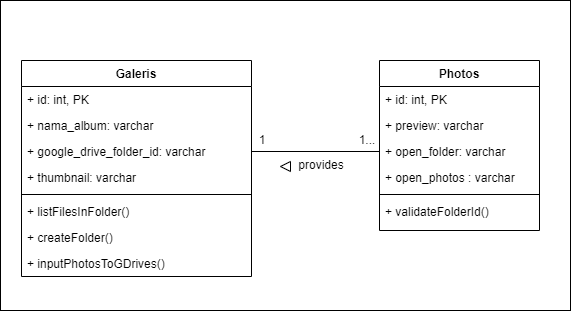 Galeris
+ id: int, PK
+ nama_album: varchar
+ google_drive_folder_id: varchar
+ thumbnail: varchar
+ listFilesInFolder()
+ createFolder()
+ inputPhotosToGDrives()
1
1...
provides
Photos
+ id: int, PK
+ preview: varchar
+ open_folder: varchar
+ open_photos : varchar
+ validateFolderId()